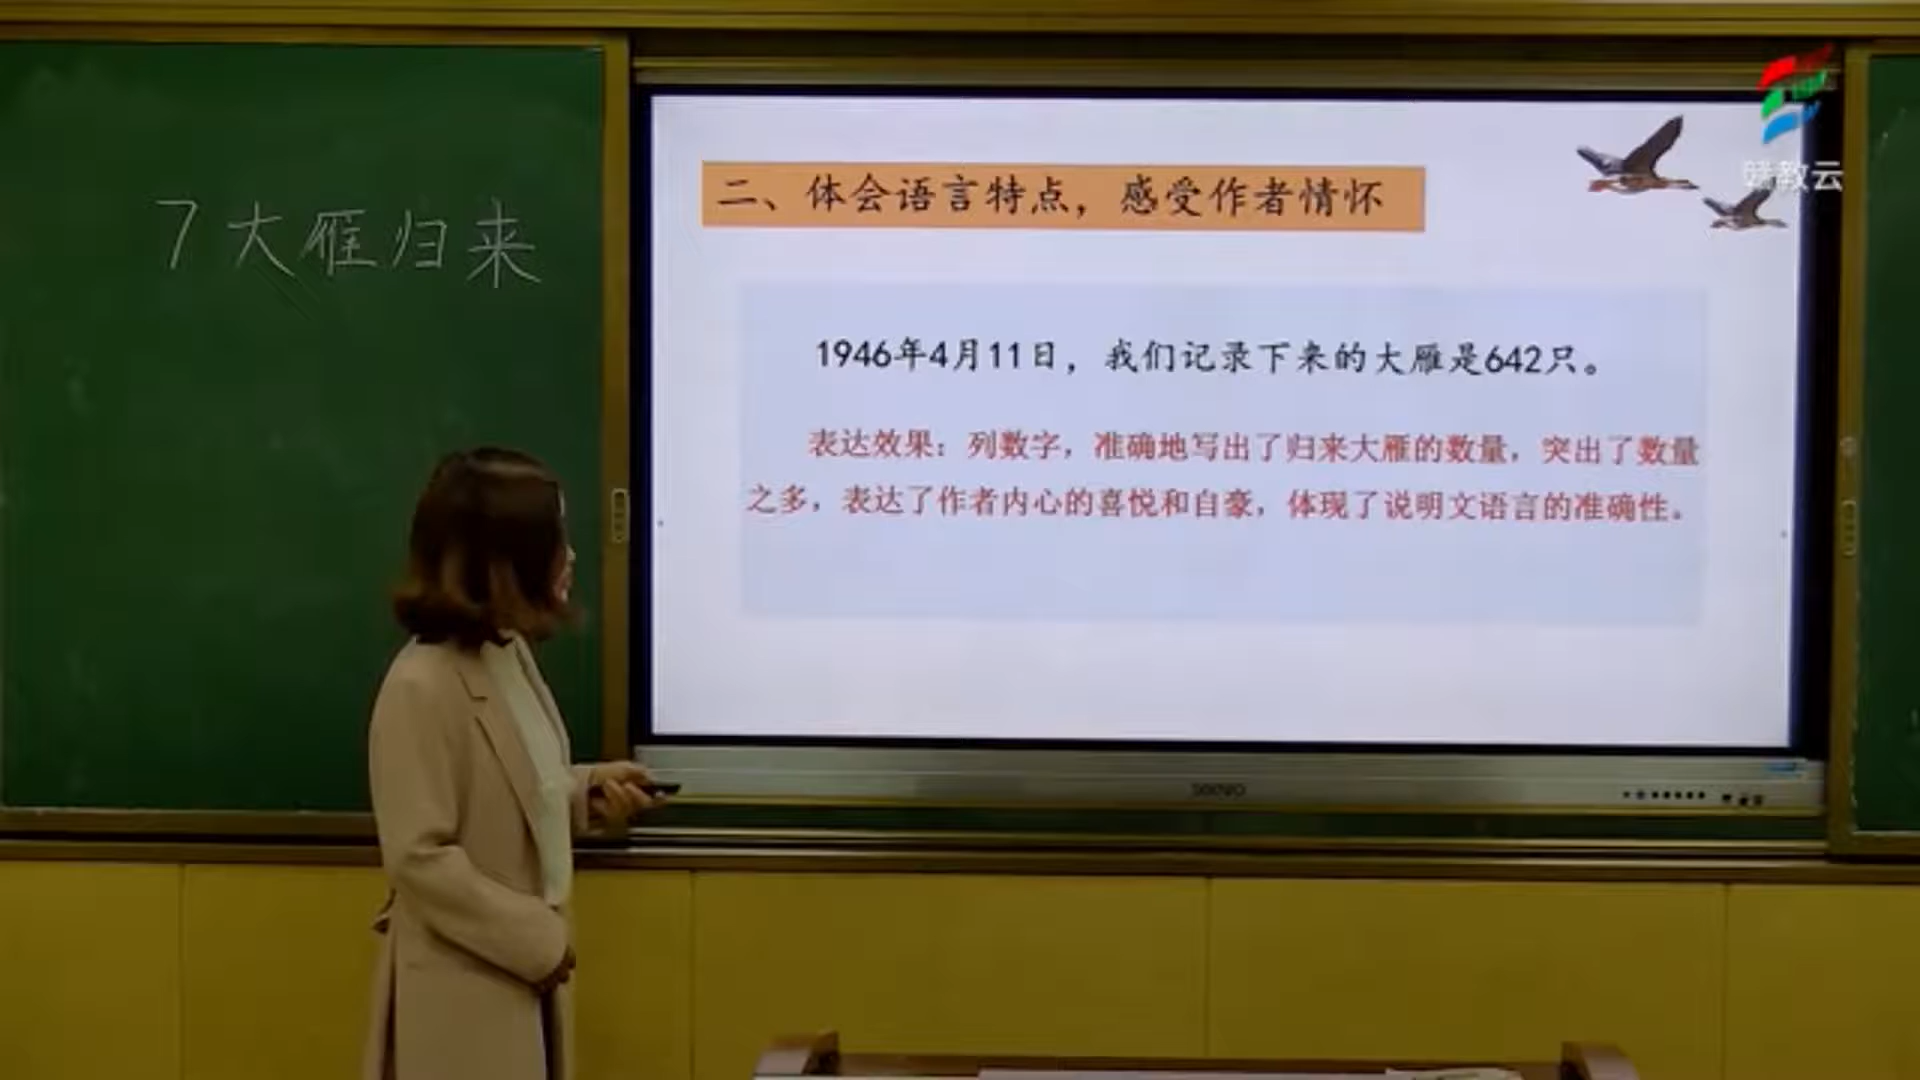 7 大雁归来
二、体会语言特点，感受作者情怀
赣教云
1946年4月11日，我们记录下来的大雁是642只。
表达效果：列数字，准确地写出了归来大雁的数量，突出了数量
之多，表达了作者内心的喜悦和自豪，体现了说明文语言的准确性。